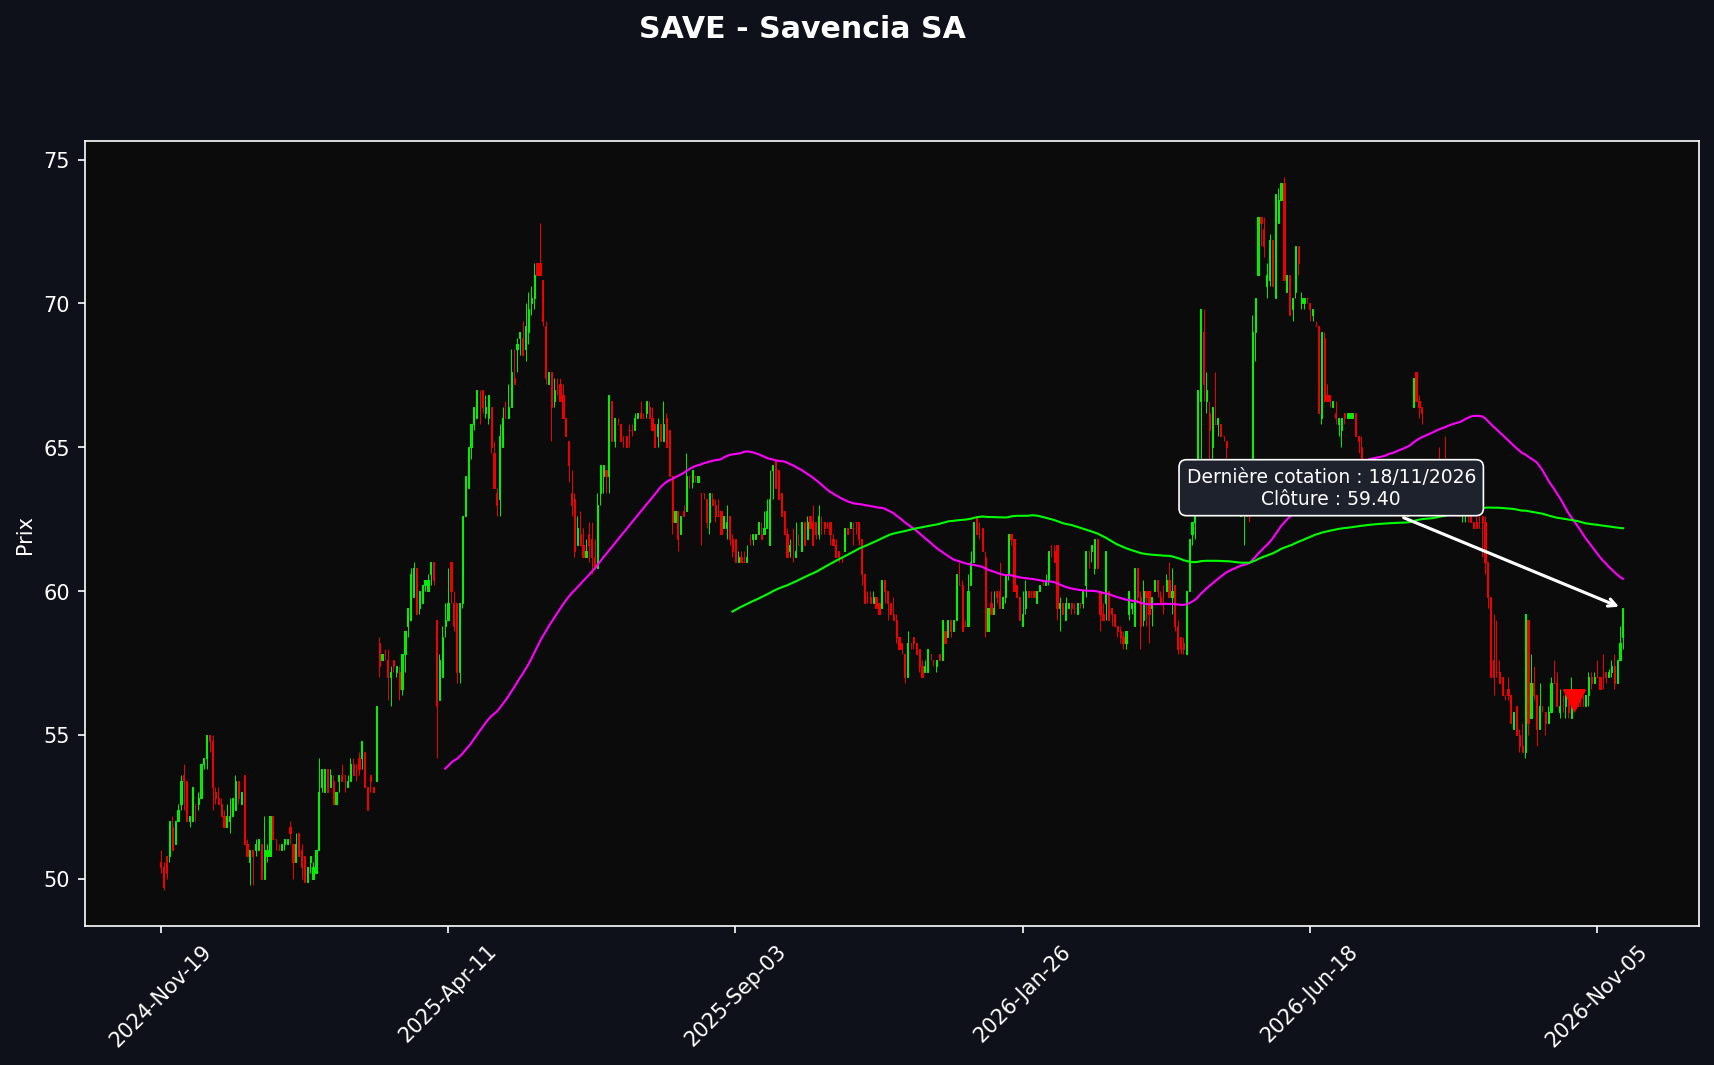 SAVE - Savencia SA
Prix
75
70
65
60
55
50
Dernière cotation : 18/11/2026
Clôture : 59.40
2024-Nov-19
2025-Apr-11
2025-Sep-03
2026-Jan-26
2026-Jun-18
2026-Nov-05